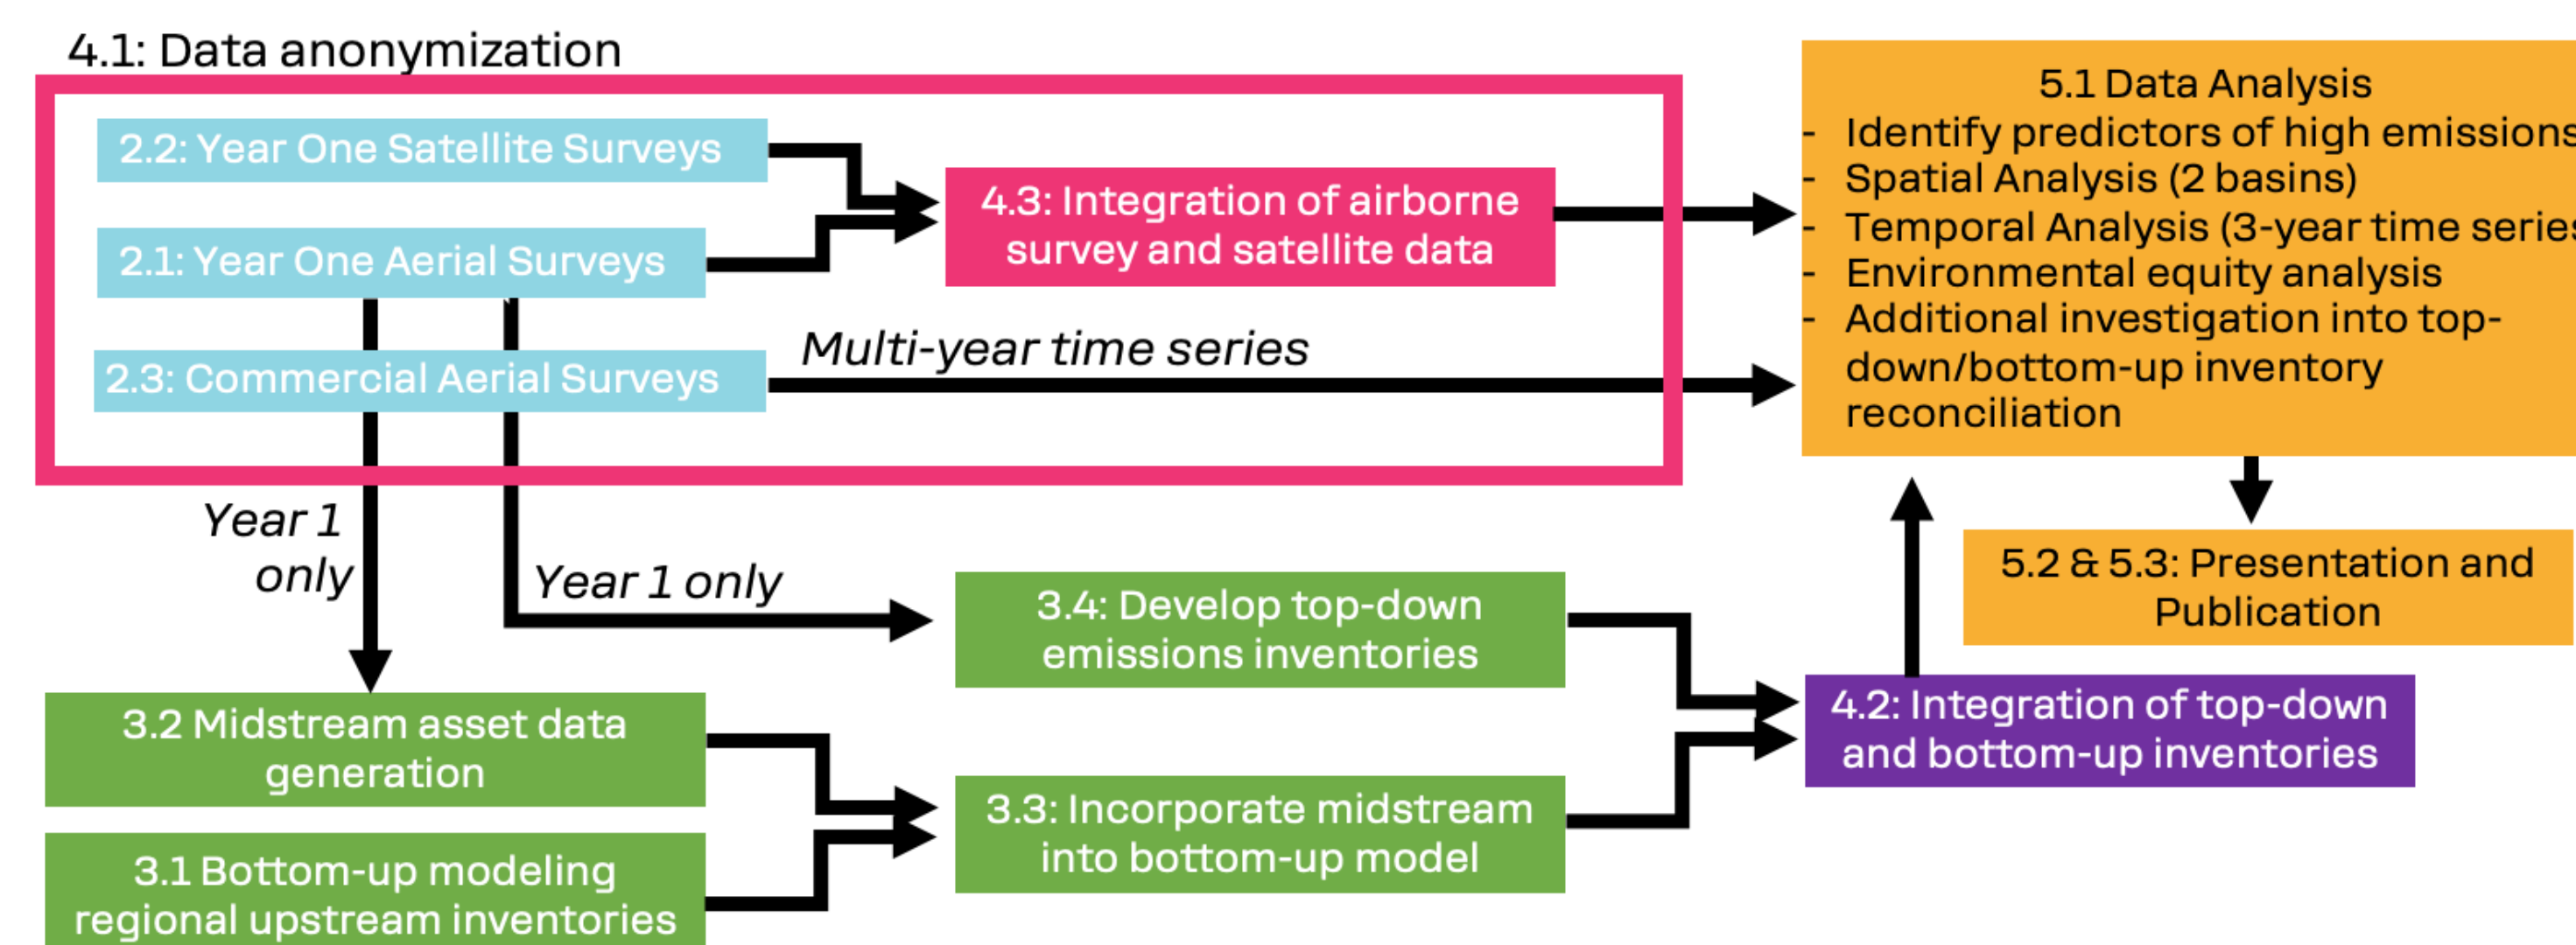 4.1: Data anonymization
2.2: Year One Satellite Surveys
2.1: Year One Aerial Surveys
2.3: Commercial Aerial Surveys
4.3: Integration of airborne
survey and satellite data
Multi-year time series
5.1 Data Analysis
- Identify predictors of high emissions
- Spatial Analysis (2 basins)
- Temporal Analysis (3-year time series
- Environmental equity analysis
- Additional investigation into top-
down/bottom-up inventory
reconciliation
Year 1
only
Year 1 only
5.2 & 5.3: Presentation and
Publication
3.4: Develop top-down
emissions inventories
3.2 Midstream asset data
generation
3.1 Bottom-up modeling
regional upstream inventories
3.3: Incorporate midstream
into bottom-up model
4.2: Integration of top-down
and bottom-up inventories